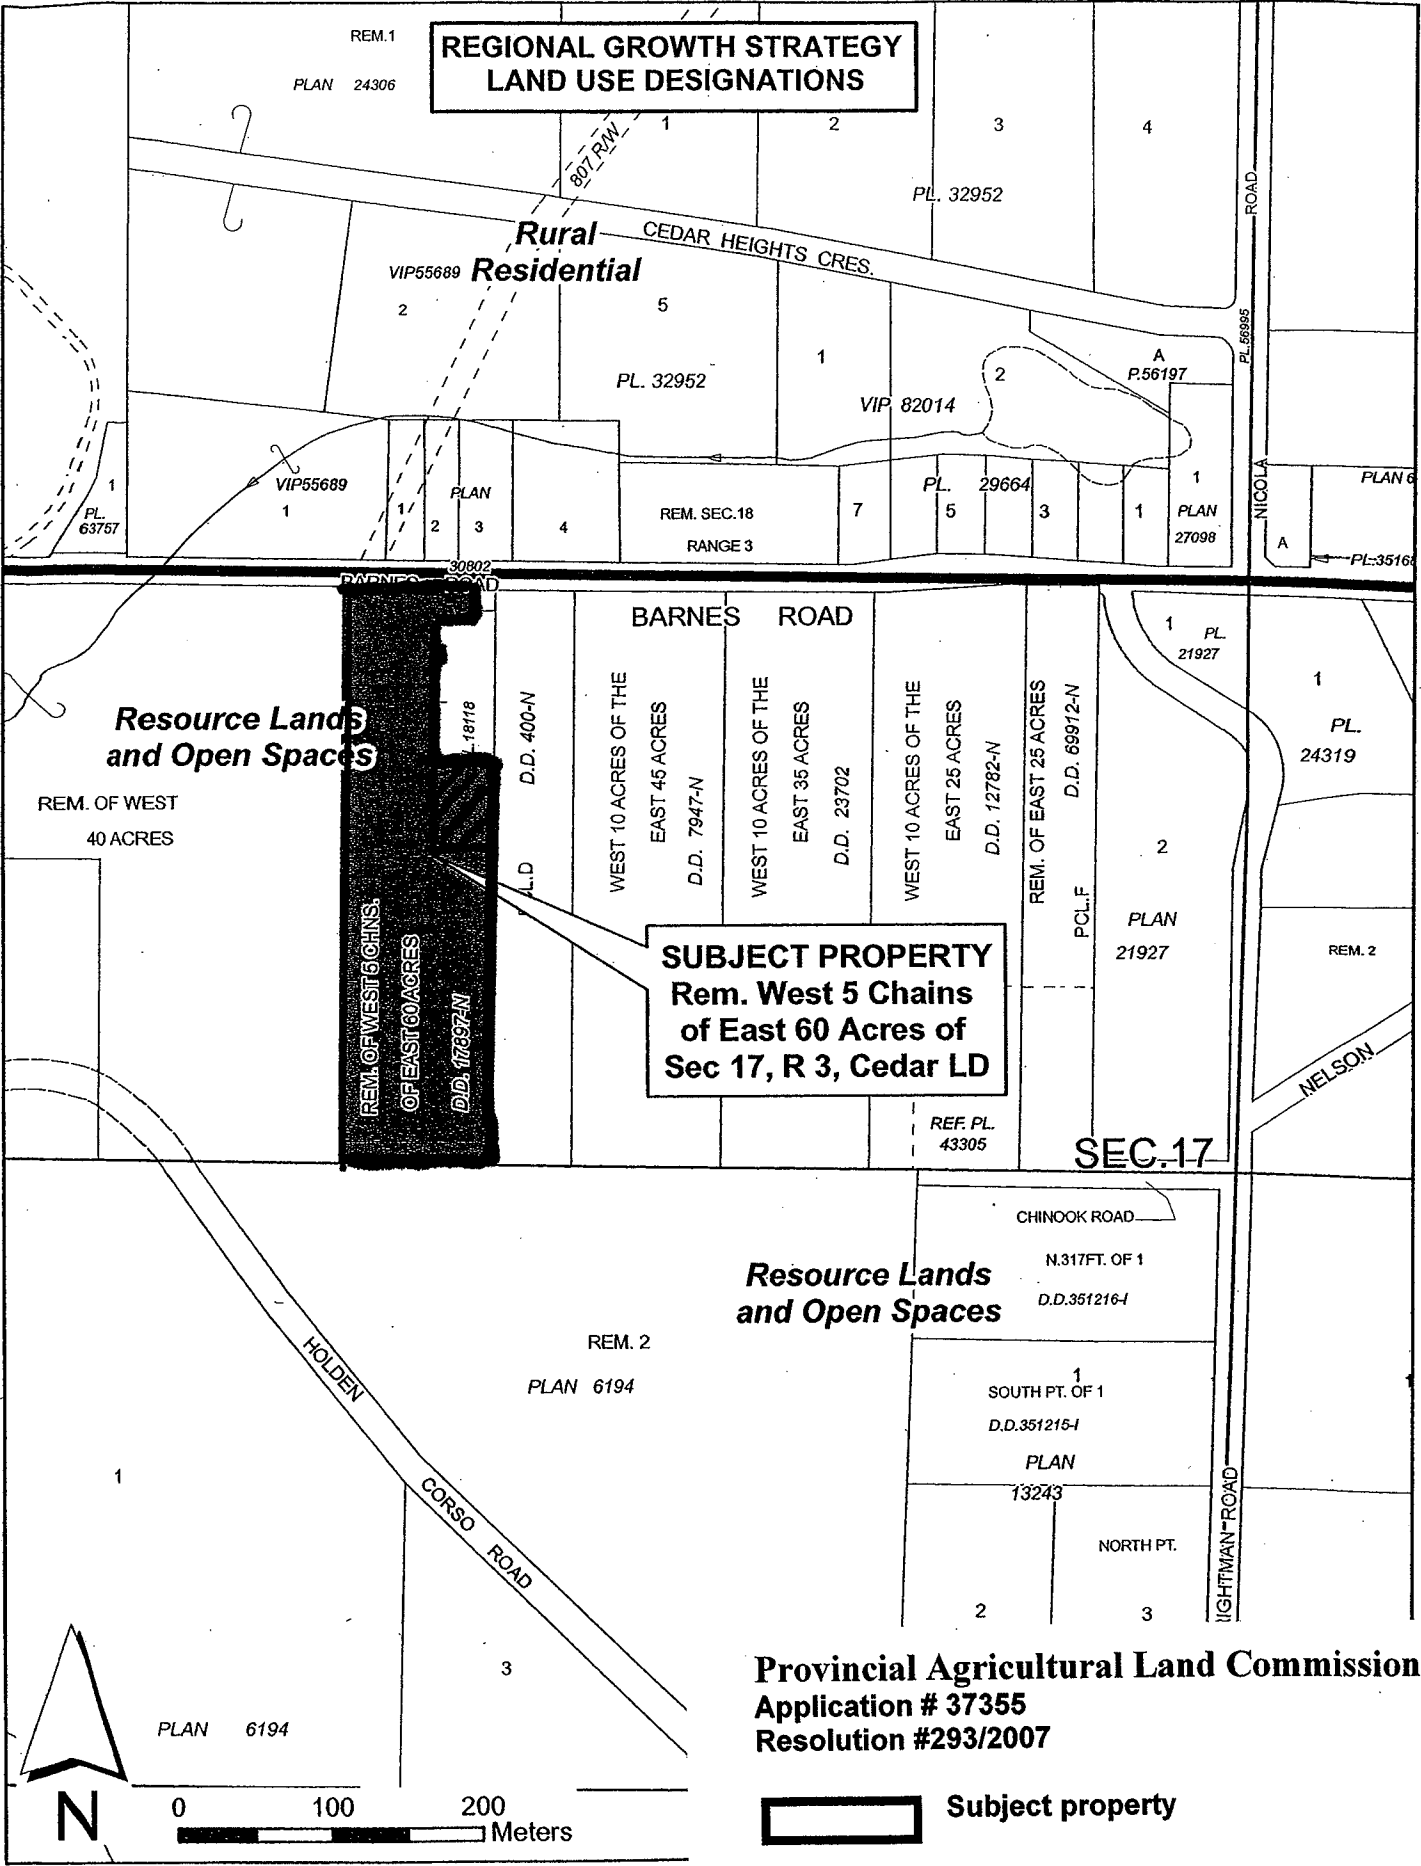 REGIONAL GROWTH STRATEGY
LAND USE DESIGNATIONS
REM.1
PLAN 24306
807 R/W
1
2
3
4
PL. 32952
ROAD
Rural
Residential
CEDAR HEIGHTS CRES.
VIP55689
2
5
PL. 32952
1
VIP 82014
2
A
P.56197
PL.56995
1
PL.
63757
VIP55689
1
1
2
PLAN
3
4
REM. SEC.18
RANGE 3
7
PL. 29664
5
3
1
1
PLAN
27098
NICOLA
PLAN 6
A
PL.3516
30802
BARNES ROAD
BARNES ROAD
1
PL.
21927
1
PL.
24319
Resource Lands
and Open Spaces
REM. OF WEST
40 ACRES
18118
D.D. 400-N
L.D
WEST 10 ACRES OF THE
EAST 45 ACRES
D.D. 7947-N
WEST 10 ACRES OF THE
EAST 35 ACRES
D.D. 23702
WEST 10 ACRES OF THE
EAST 25 ACRES
D.D. 12782-N
REM. OF EAST 25 ACRES
D.D. 69912-N
PCL.F
2
PLAN
21927
REM. 2
REM. OF WEST 5 CHNS.
OF EAST 60 ACRES
D.D. 17897-N
SUBJECT PROPERTY
Rem. West 5 Chains
of East 60 Acres of
Sec 17, R 3, Cedar LD
NELSON
REF. PL.
43305
SEC.17
CHINOOK ROAD
N.317FT. OF 1
D.D.351216-I
Resource Lands
and Open Spaces
REM. 2
PLAN 6194
HOLDEN
CORSO
ROAD
1
SOUTH PT. OF 1
D.D.351215-I
PLAN
13243
1
1
NORTH PT.
2
3
IGHTMAN ROAD
3
PLAN 6194
N
0 100 200
Meters
Provincial Agricultural Land Commission
Application # 37355
Resolution #293/2007
Subject property